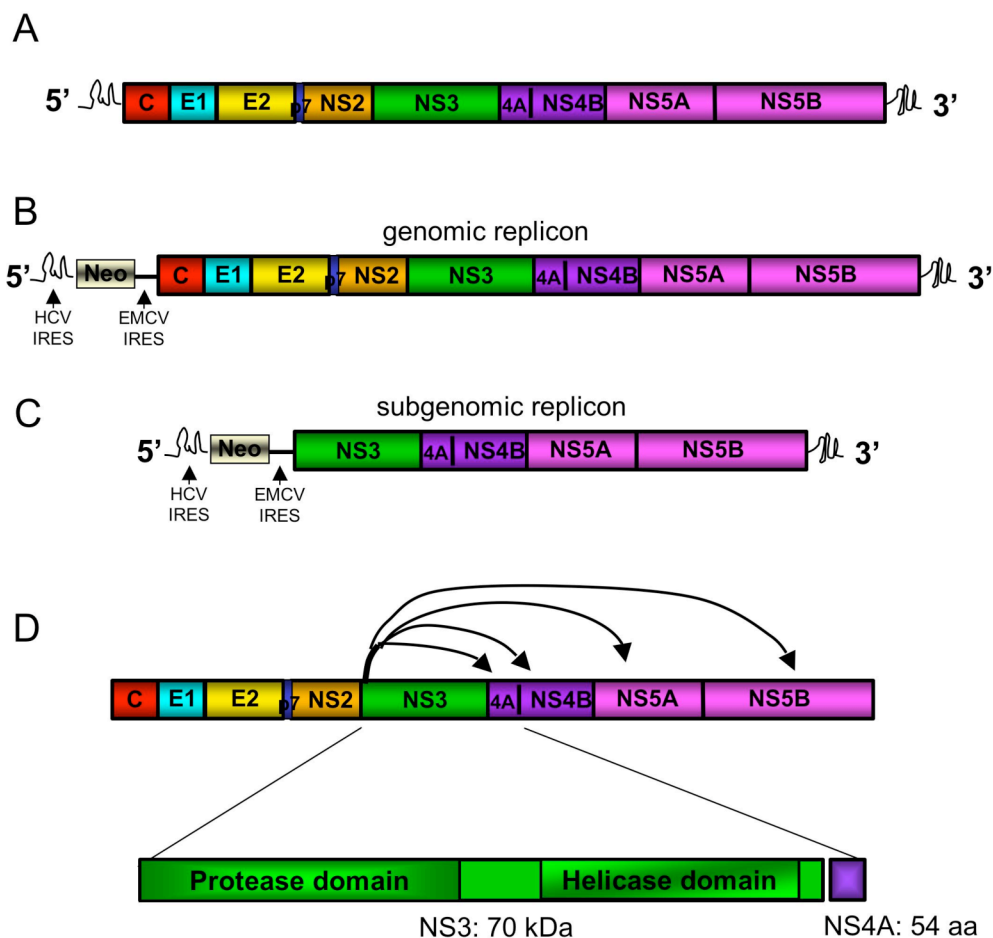 A
5’ C E1 E2 p7 NS2 NS3 4A NS4B NS5A NS5B 3’
B
genomic replicon
5’ Neo C E1 E2 p7 NS2 NS3 4A NS4B NS5A NS5B 3’
HCV EMCV
IRES IRES
C
subgenomic replicon
5’ Neo NS3 4A NS4B NS5A NS5B 3’
HCV EMCV
IRES IRES
D
C E1 E2 p7 NS2 NS3 4A NS4B NS5A NS5B
Protease domain Helicase domain
NS3: 70 kDa NS4A: 54 aa